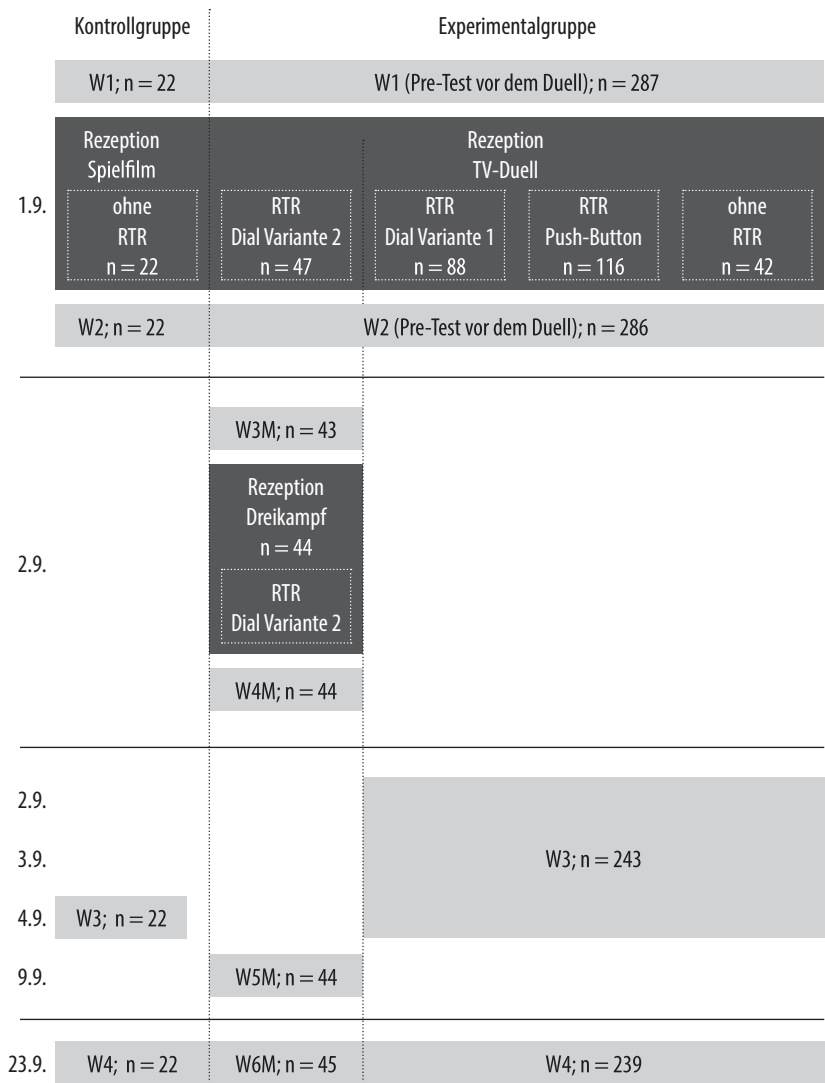 Kontrollgruppe
Experimentalgruppe
W1; n = 22
W1 (Pre-Test vor dem Duell); n = 287
1.9.
Rezeption
Spielfilm
ohne
RTR
n = 22
Rezeption
TV-Duell
RTR
Dial Variante 2
n = 47
RTR
Dial Variante 1
n = 88
RTR
Push-Button
n = 116
ohne
RTR
n = 42
W2; n = 22
W2 (Pre-Test vor dem Duell); n = 286
2.9.
W3M; n = 43
Rezeption
Dreikampf
n = 44
RTR
Dial Variante 2
W4M; n = 44
2.9.
3.9.
W3; n = 243
4.9.
W3; n = 22
9.9.
W5M; n = 44
23.9.
W4; n = 22
W6M; n = 45
W4; n = 239